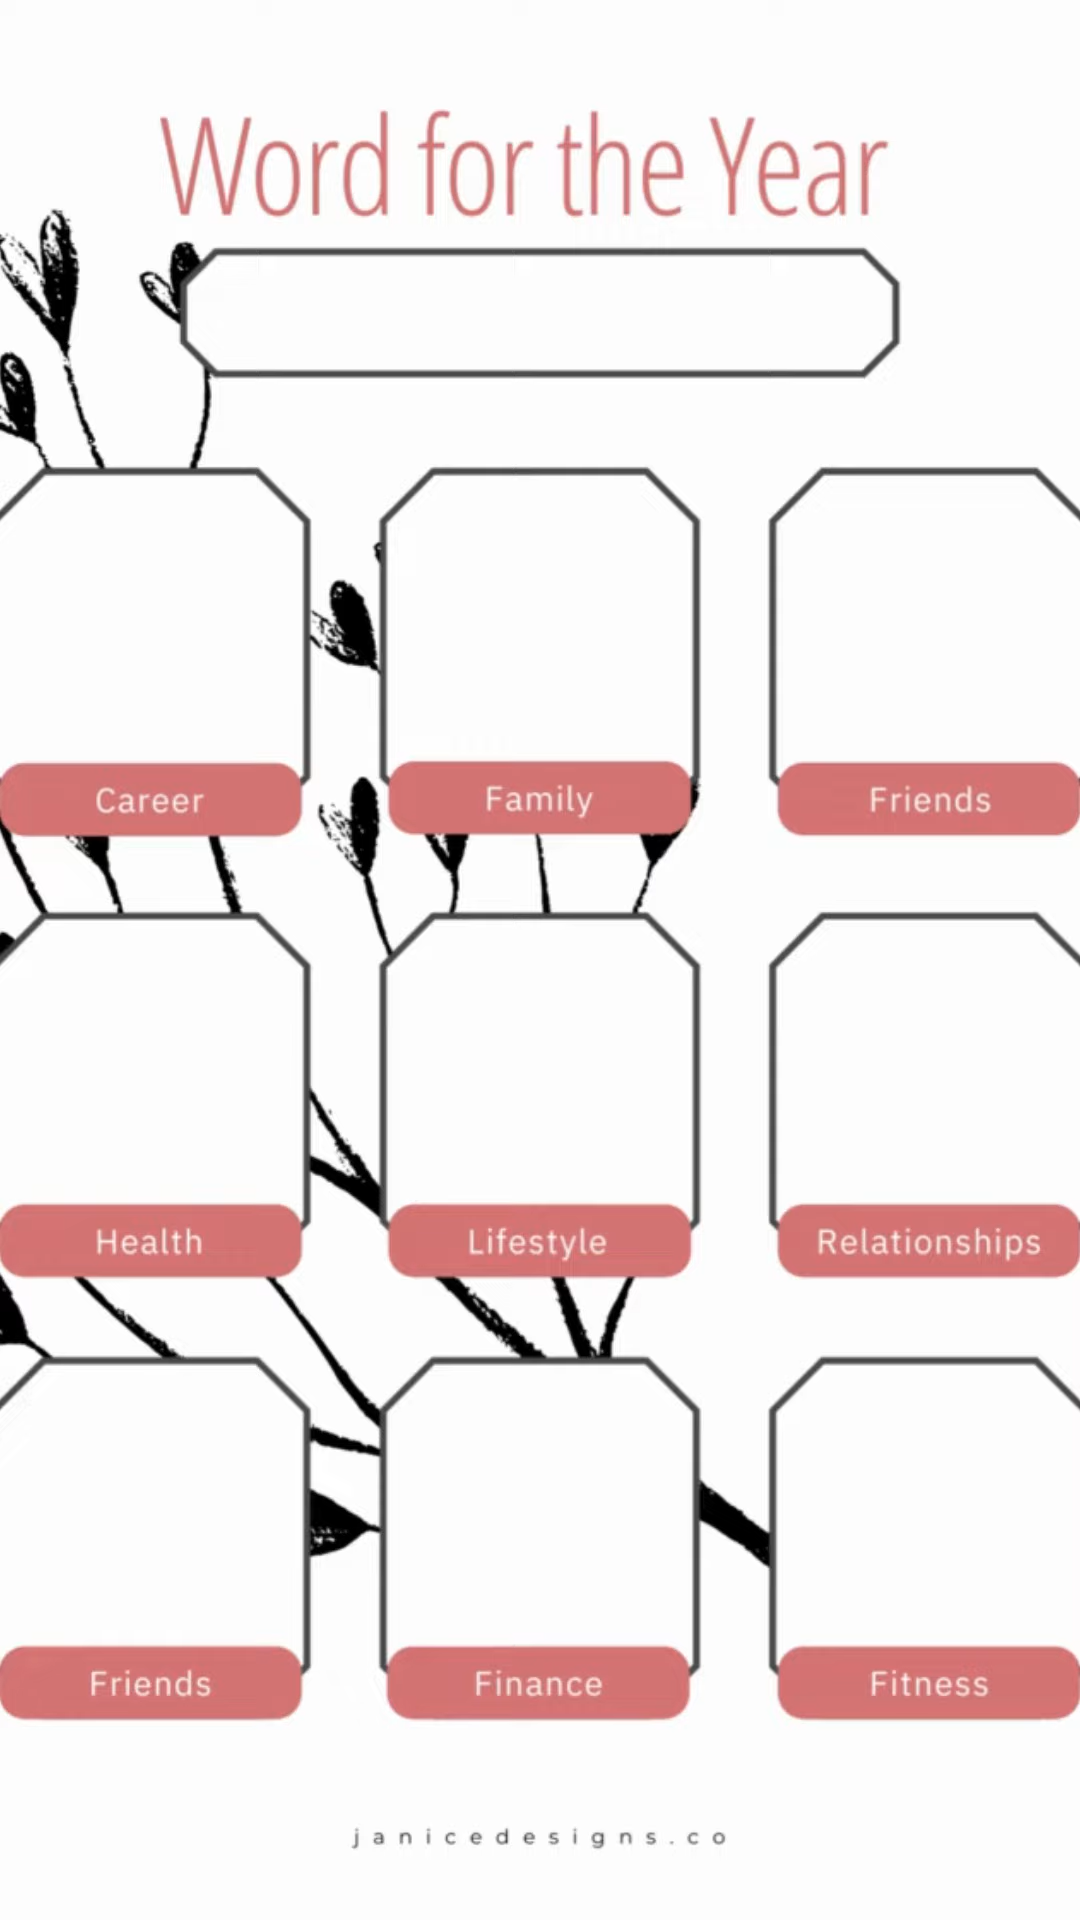 Word for the Year
Career
Family
Friends
Health
Lifestyle
Relationships
Friends
Finance
Fitness
janicedesigns.co